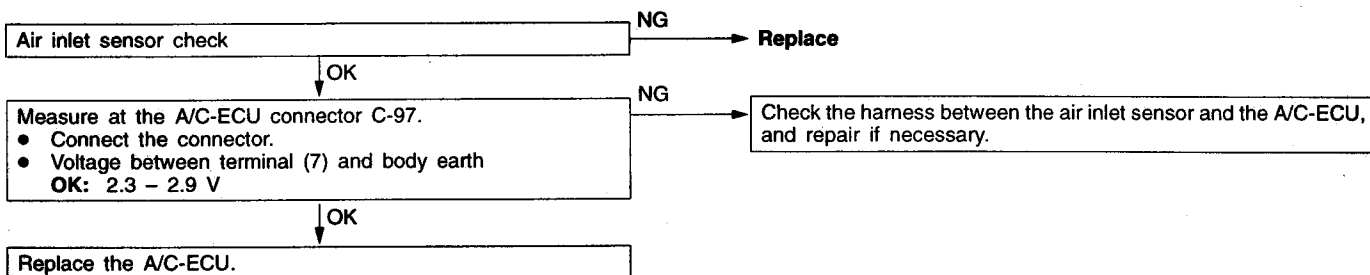 Air inlet sensor check
NG
Replace
OK
Measure at the A/C-ECU connector C-97.
● Connect the connector.
● Voltage between terminal (7) and body earth
OK: 2.3 – 2.9 V
NG
Check the harness between the air inlet sensor and the A/C-ECU,
and repair if necessary.
OK
Replace the A/C-ECU.